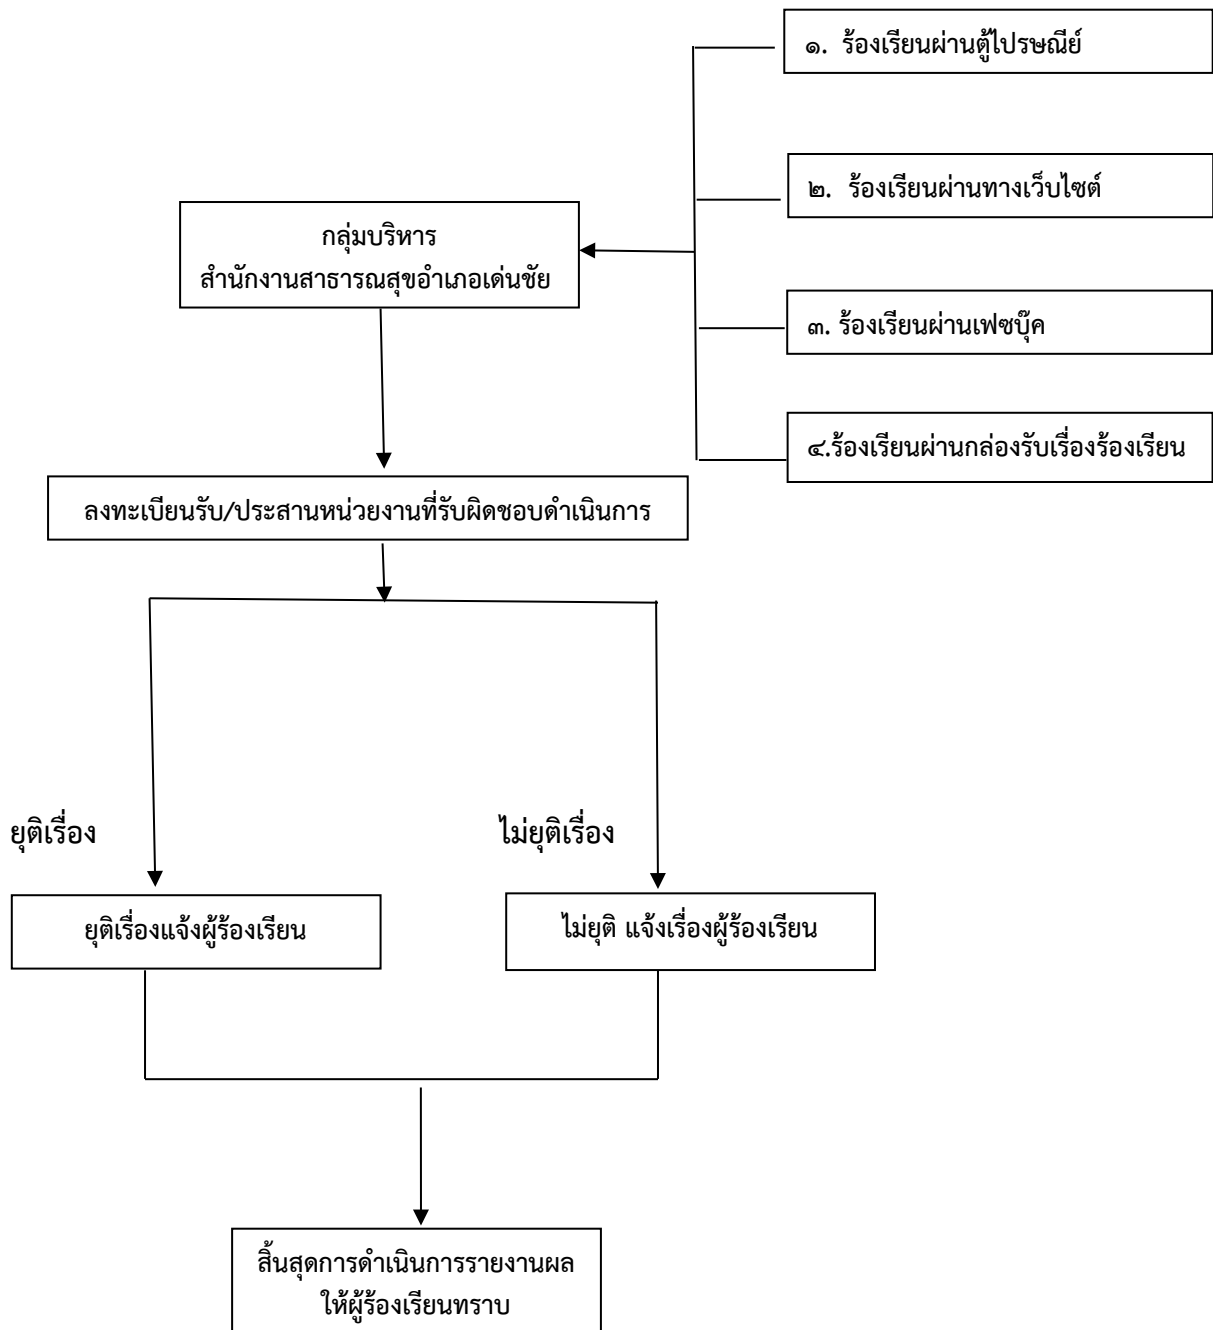 ๑. ร้องเรียนผ่านตู้ไปรษณีย์
๒. ร้องเรียนผ่านทางเว็บไซต์
กลุ่มบริหาร
สำนักงานสาธารณสุขอำเภอเด่นชัย
๓. ร้องเรียนผ่านเฟซบุ๊ค
๔.ร้องเรียนผ่านกล่องรับเรื่องร้องเรียน
ลงทะเบียนรับ/ประสานหน่วยงานที่รับผิดชอบดำเนินการ
ยุติเรื่อง
ไม่ยุติเรื่อง
ยุติเรื่องแจ้งผู้ร้องเรียน
ไม่ยุติ แจ้งเรื่องผู้ร้องเรียน
สิ้นสุดการดำเนินการรายงานผล
ให้ผู้ร้องเรียนทราบ